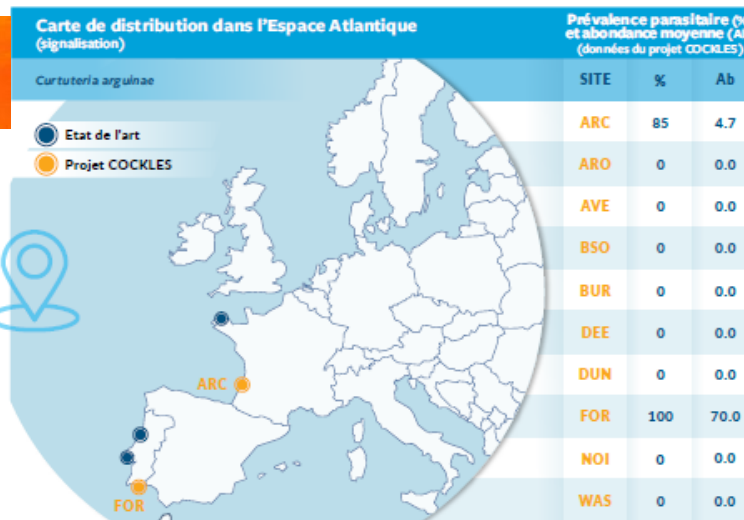 Carte de distribution dans l'Espace Atlantique
(signalisation)
Curtuteria arguinae
Etat de l'art
Projet COCKLES
ARC
FOR
Prévalence parasitaire (%
et abondance moyenne (A
(données du projet COCKLES)
SITE % Ab
ARC 85 4.7
ARO 0 0.0
AVE 0 0.0
BSO 0 0.0
BUR 0 0.0
DEE 0 0.0
DUN 0 0.0
FOR 100 70.0
NOI 0 0.0
WAS 0 0.0